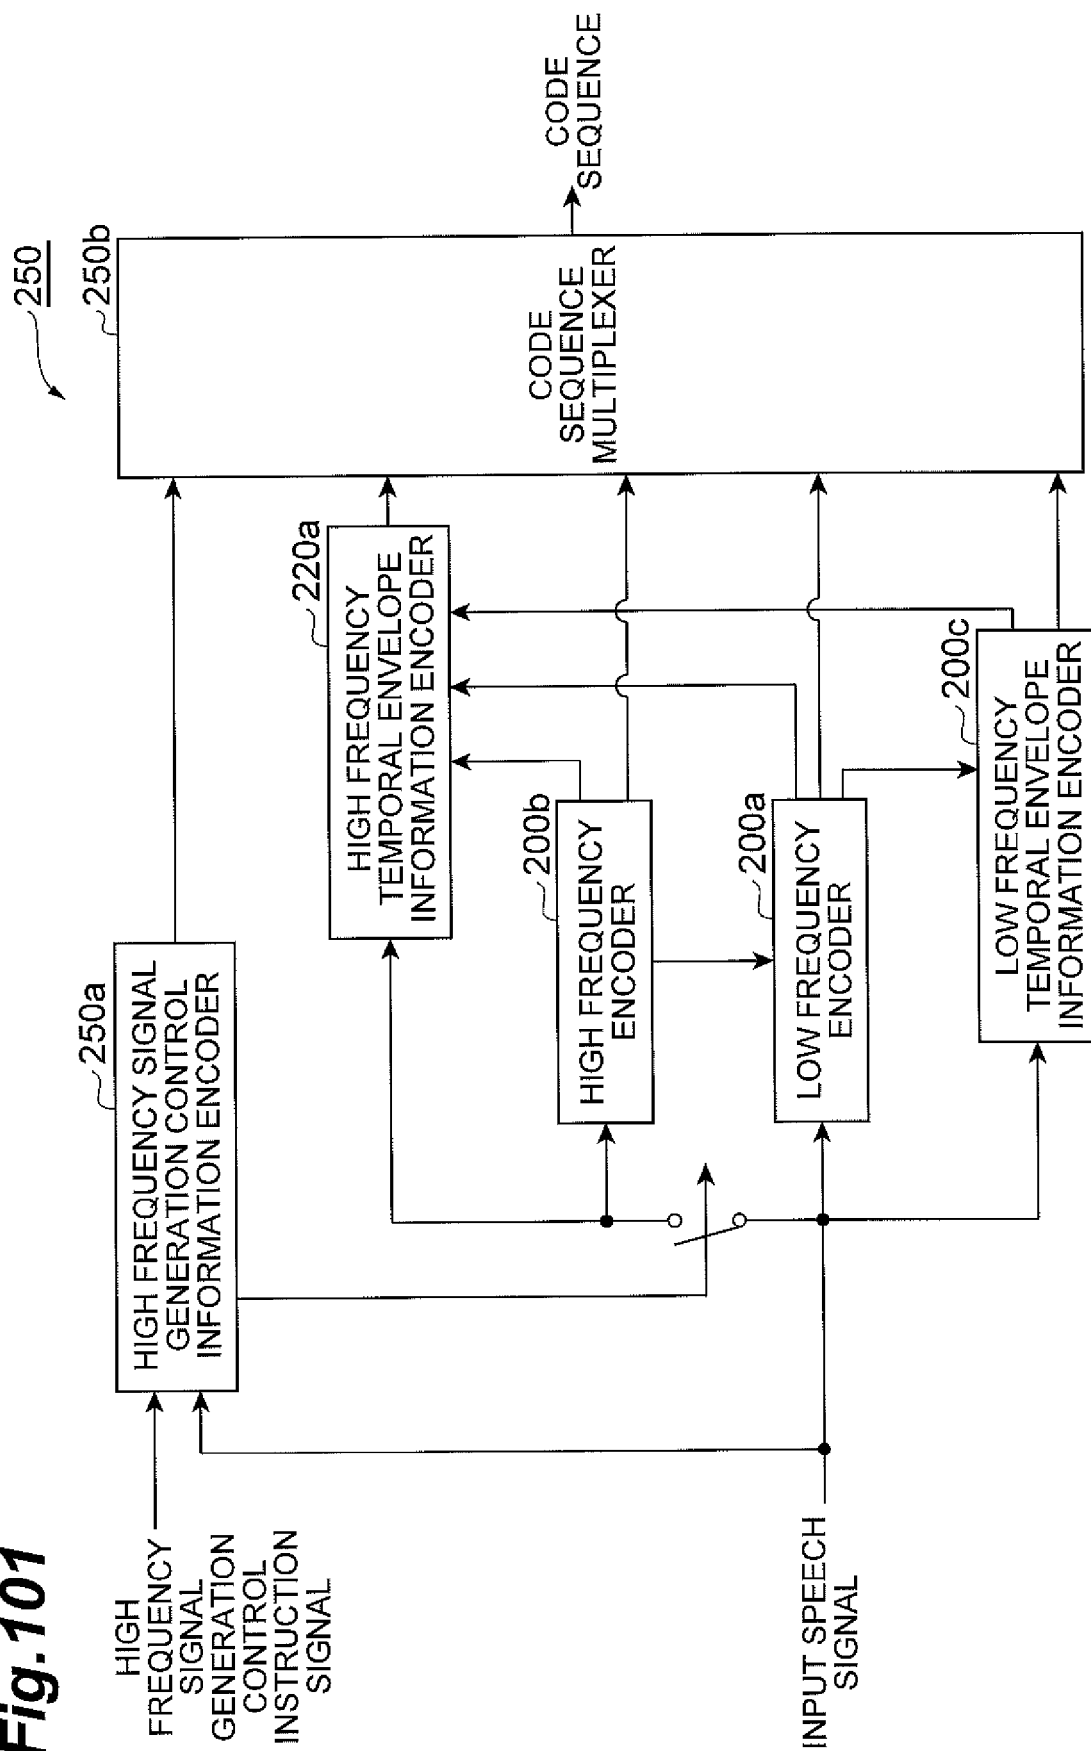 Fig.101
250
HIGH
FREQUENCY
SIGNAL
GENERATION
CONTROL
INSTRUCTION
SIGNAL
INPUT SPEECH
SIGNAL
250a
HIGH FREQUENCY SIGNAL
GENERATION CONTROL
INFORMATION ENCODER
220a
HIGH FREQUENCY
TEMPORAL ENVELOPE
INFORMATION ENCODER
200b
HIGH FREQUENCY
ENCODER
200a
LOW FREQUENCY
ENCODER
200c
LOW FREQUENCY
TEMPORAL ENVELOPE
INFORMATION ENCODER
250b
CODE
SEQUENCE
MULTIPLEXER
CODE
SEQUENCE